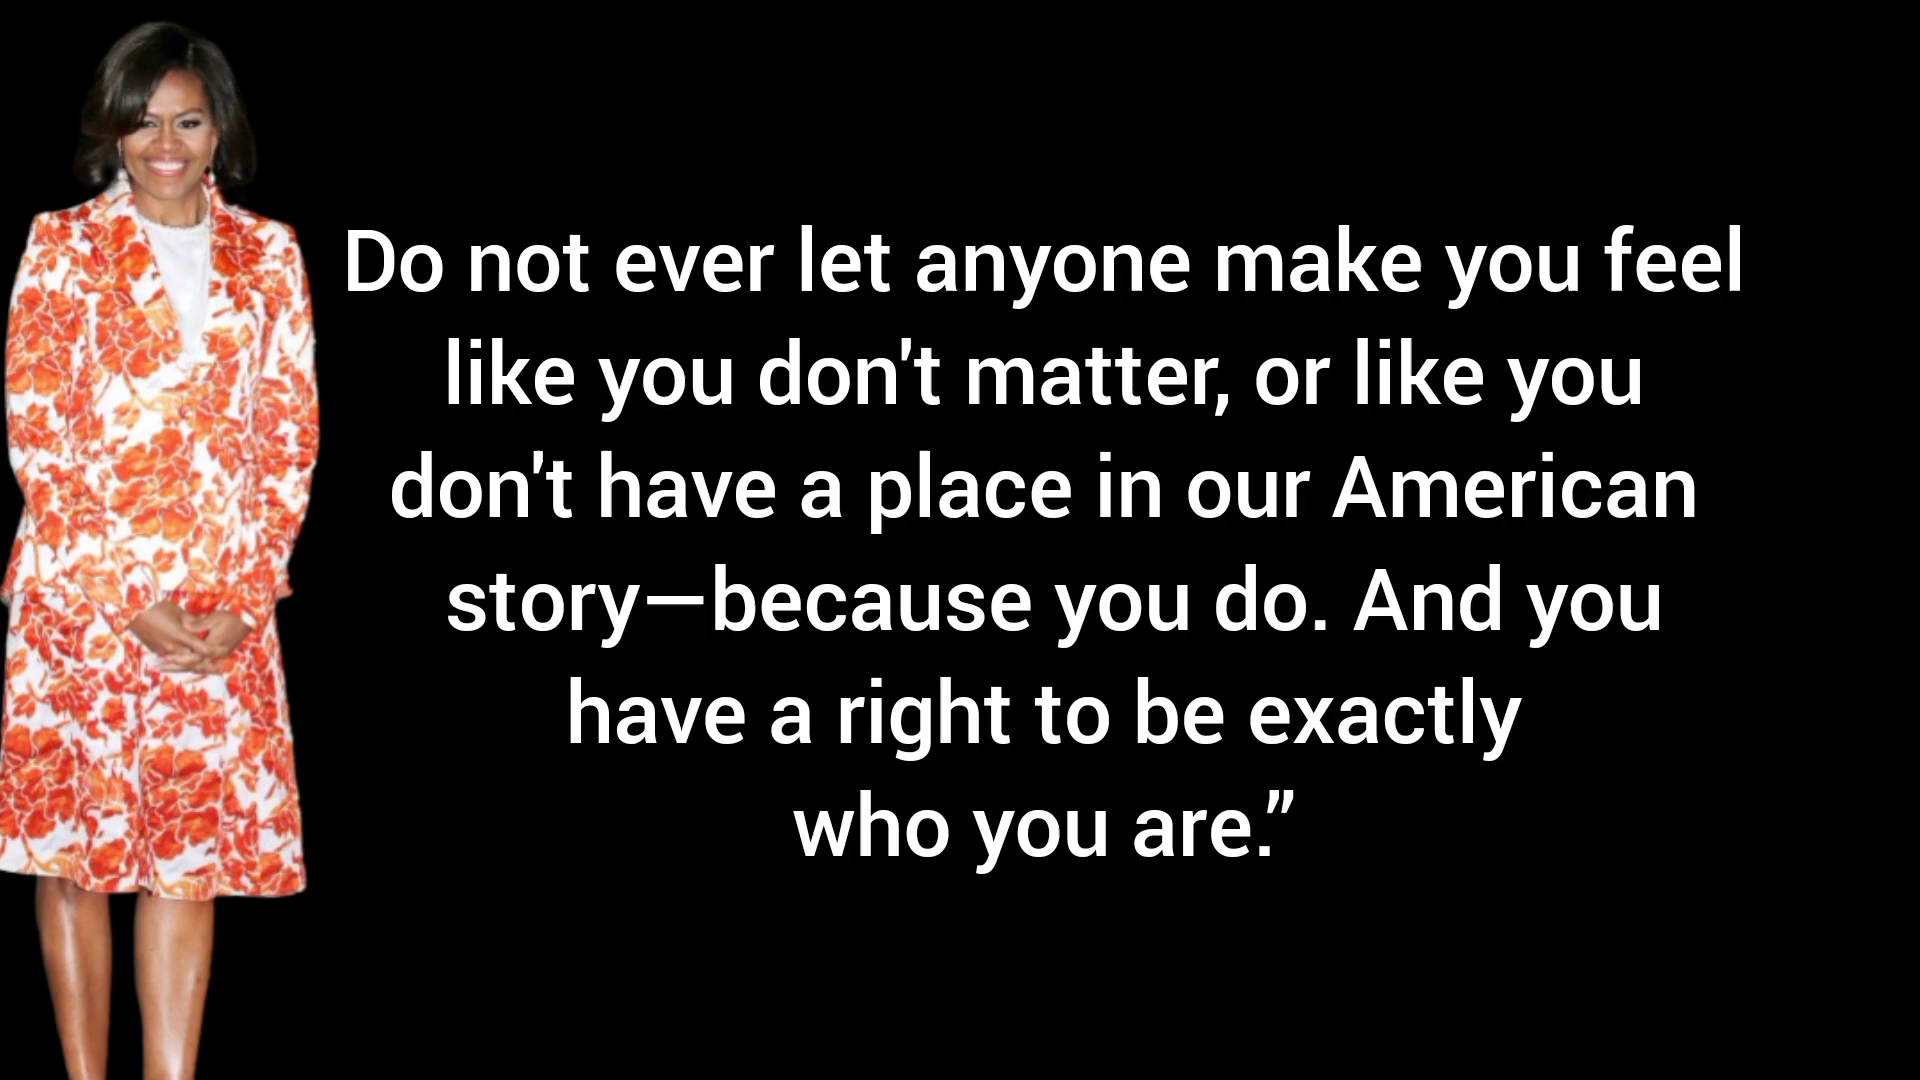 Do not ever let anyone make you feel
like you don't matter, or like you
don't have a place in our American
story—because you do. And you
have a right to be exactly
who you are.”